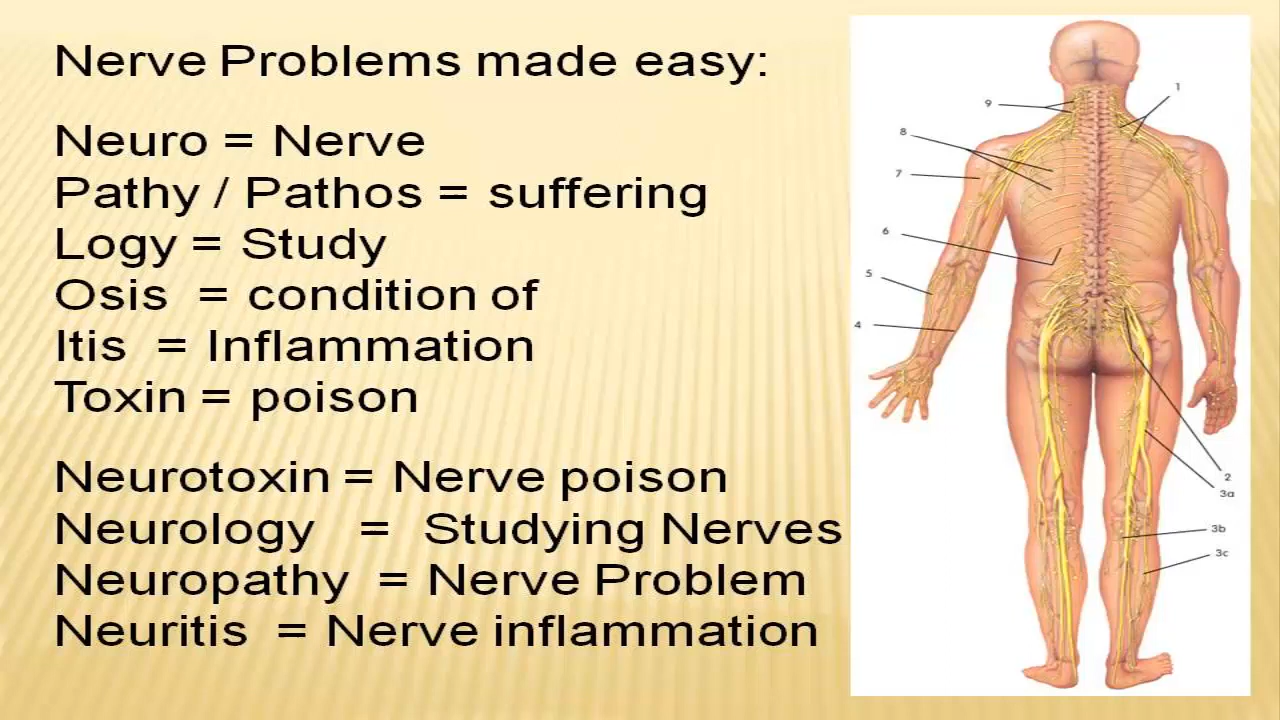 Nerve Problems made easy:
Neuro = Nerve
Pathy / Pathos = suffering
Logy = Study
Osis = condition of
Itis = Inflammation
Toxin = poison
Neurotoxin = Nerve poison
Neurology = Studying Nerves
Neuropathy = Nerve Problem
Neuritis = Nerve inflammation
1
9
8
7
6
5
4
2
3a
3b
3c